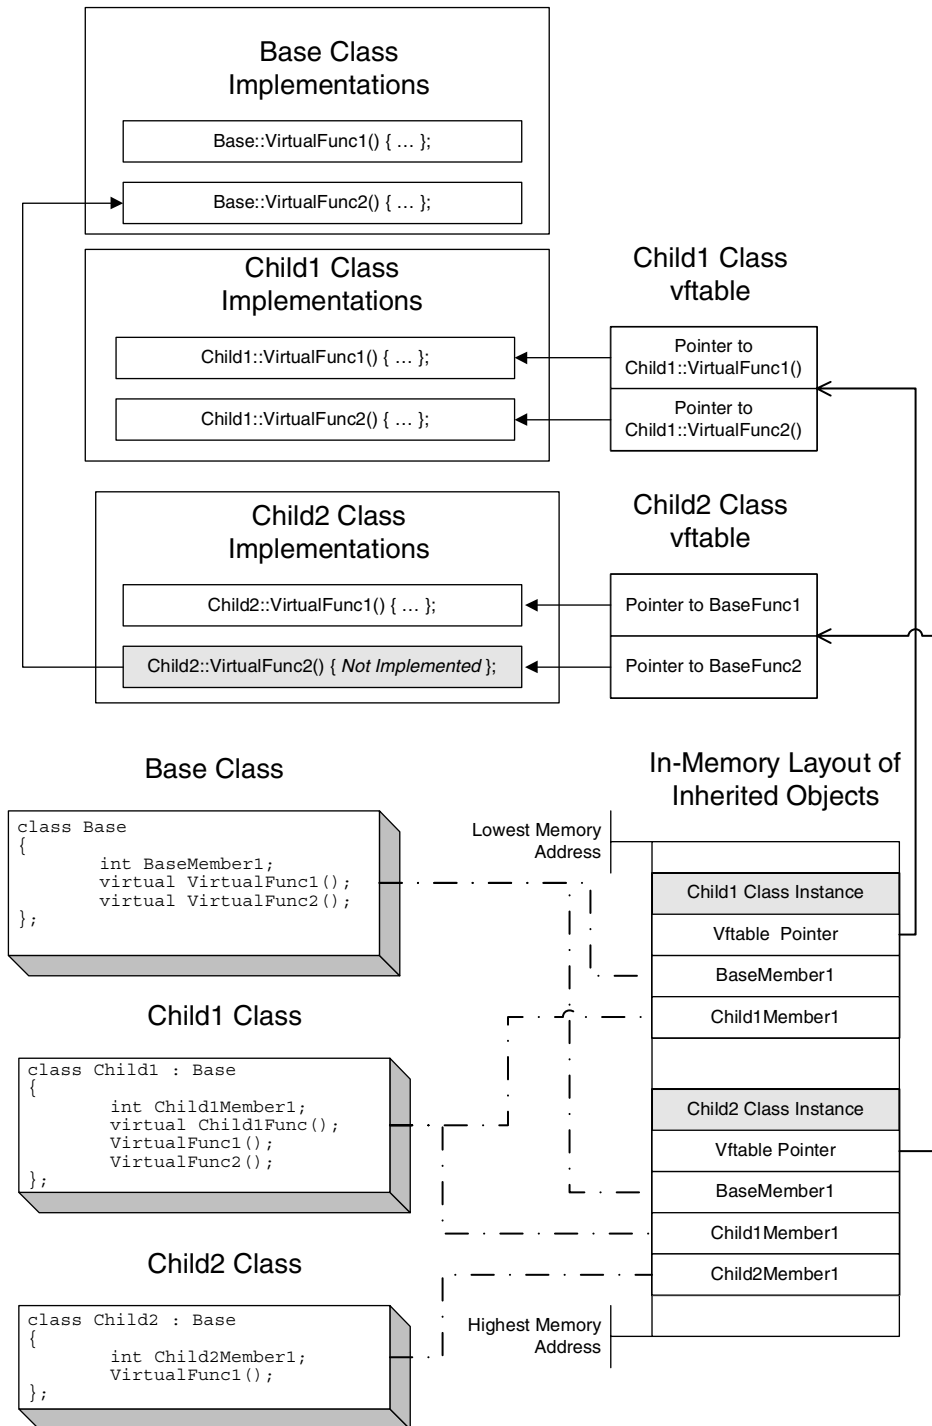 Base Class
Implementations
Base::VirtualFunc1() { … };
Base::VirtualFunc2() { … };
Child1 Class
Implementations
Child1::VirtualFunc1() { … };
Child1::VirtualFunc2() { … };
Child1 Class
vftable
Pointer to
Child1::VirtualFunc1()
Pointer to
Child1::VirtualFunc2()
Child2 Class
Implementations
Child2::VirtualFunc1() { … };
Child2::VirtualFunc2() { Not Implemented };
Child2 Class
vftable
Pointer to BaseFunc1
Pointer to BaseFunc2
Base Class
class Base
{
int BaseMember1;
virtual VirtualFunc1();
virtual VirtualFunc2();
};
Child1 Class
class Child1 : Base
{
int Child1Member1;
virtual Child1Func();
VirtualFunc1();
VirtualFunc2();
};
Child2 Class
class Child2 : Base
{
int Child2Member1;
VirtualFunc1();
};
In-Memory Layout of
Inherited Objects
Lowest Memory
Address
Child1 Class Instance
Vftable Pointer
BaseMember1
Child1Member1
Child2 Class Instance
Vftable Pointer
BaseMember1
Child1Member1
Child2Member1
Highest Memory
Address